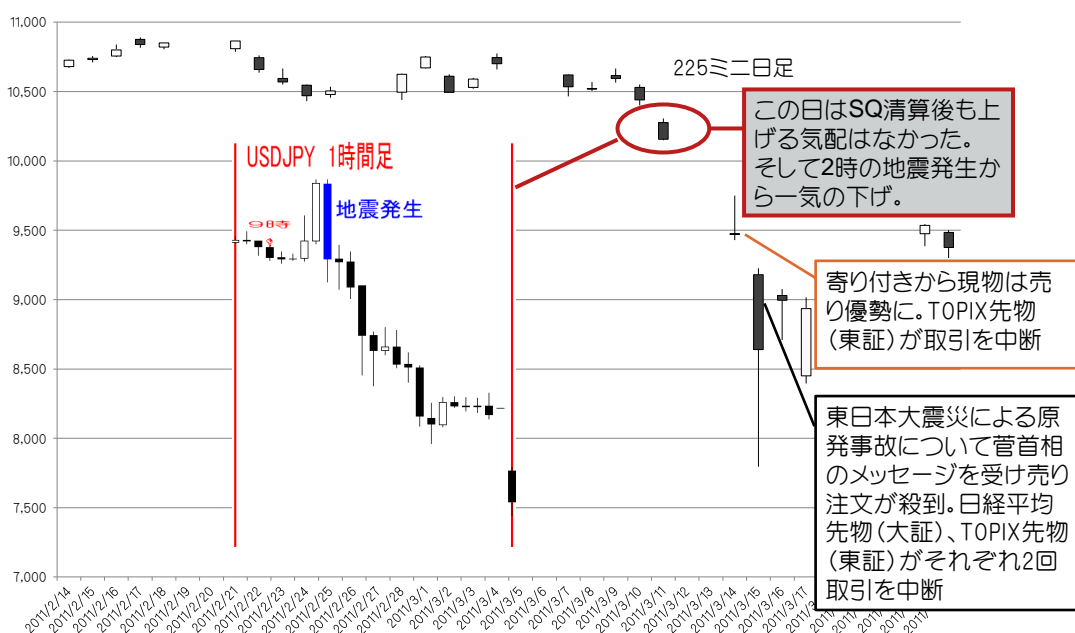 11.000
10.500
10.000
9.500
9.000
8.500
8.000
7.500
7.000
225ミニ日足
この日はSQ清算後も上
げる気配はなかった。
そして2時の地震発生か
ら一気の下げ。
USDJPY 1時間足
9時
地震発生
寄り付きから現物は売
り優勢に。TOPIX先物
(東証)が取引を中断
東日本大震災による原
発事故について菅首相
のメッセージを受け売り
注文が殺到。日経平均
先物(大証)、TOPIX先物
(東証)がそれぞれ2回
取引を中断
2011/2/14
2011/2/15
2011/2/16
2011/2/17
2011/2/18
2011/2/19
2011/2/20
2011/2/21
2011/2/22
2011/2/23
2011/2/24
2011/2/25
2011/2/26
2011/2/27
2011/2/28
2011/3/1
2011/3/2
2011/3/3
2011/3/4
2011/3/5
2011/3/6
2011/3/7
2011/3/8
2011/3/9
2011/3/10
2011/3/11
2011/3/12
2011/3/13
2011/3/14
2011/3/15
2011/3/16
2011/3/17